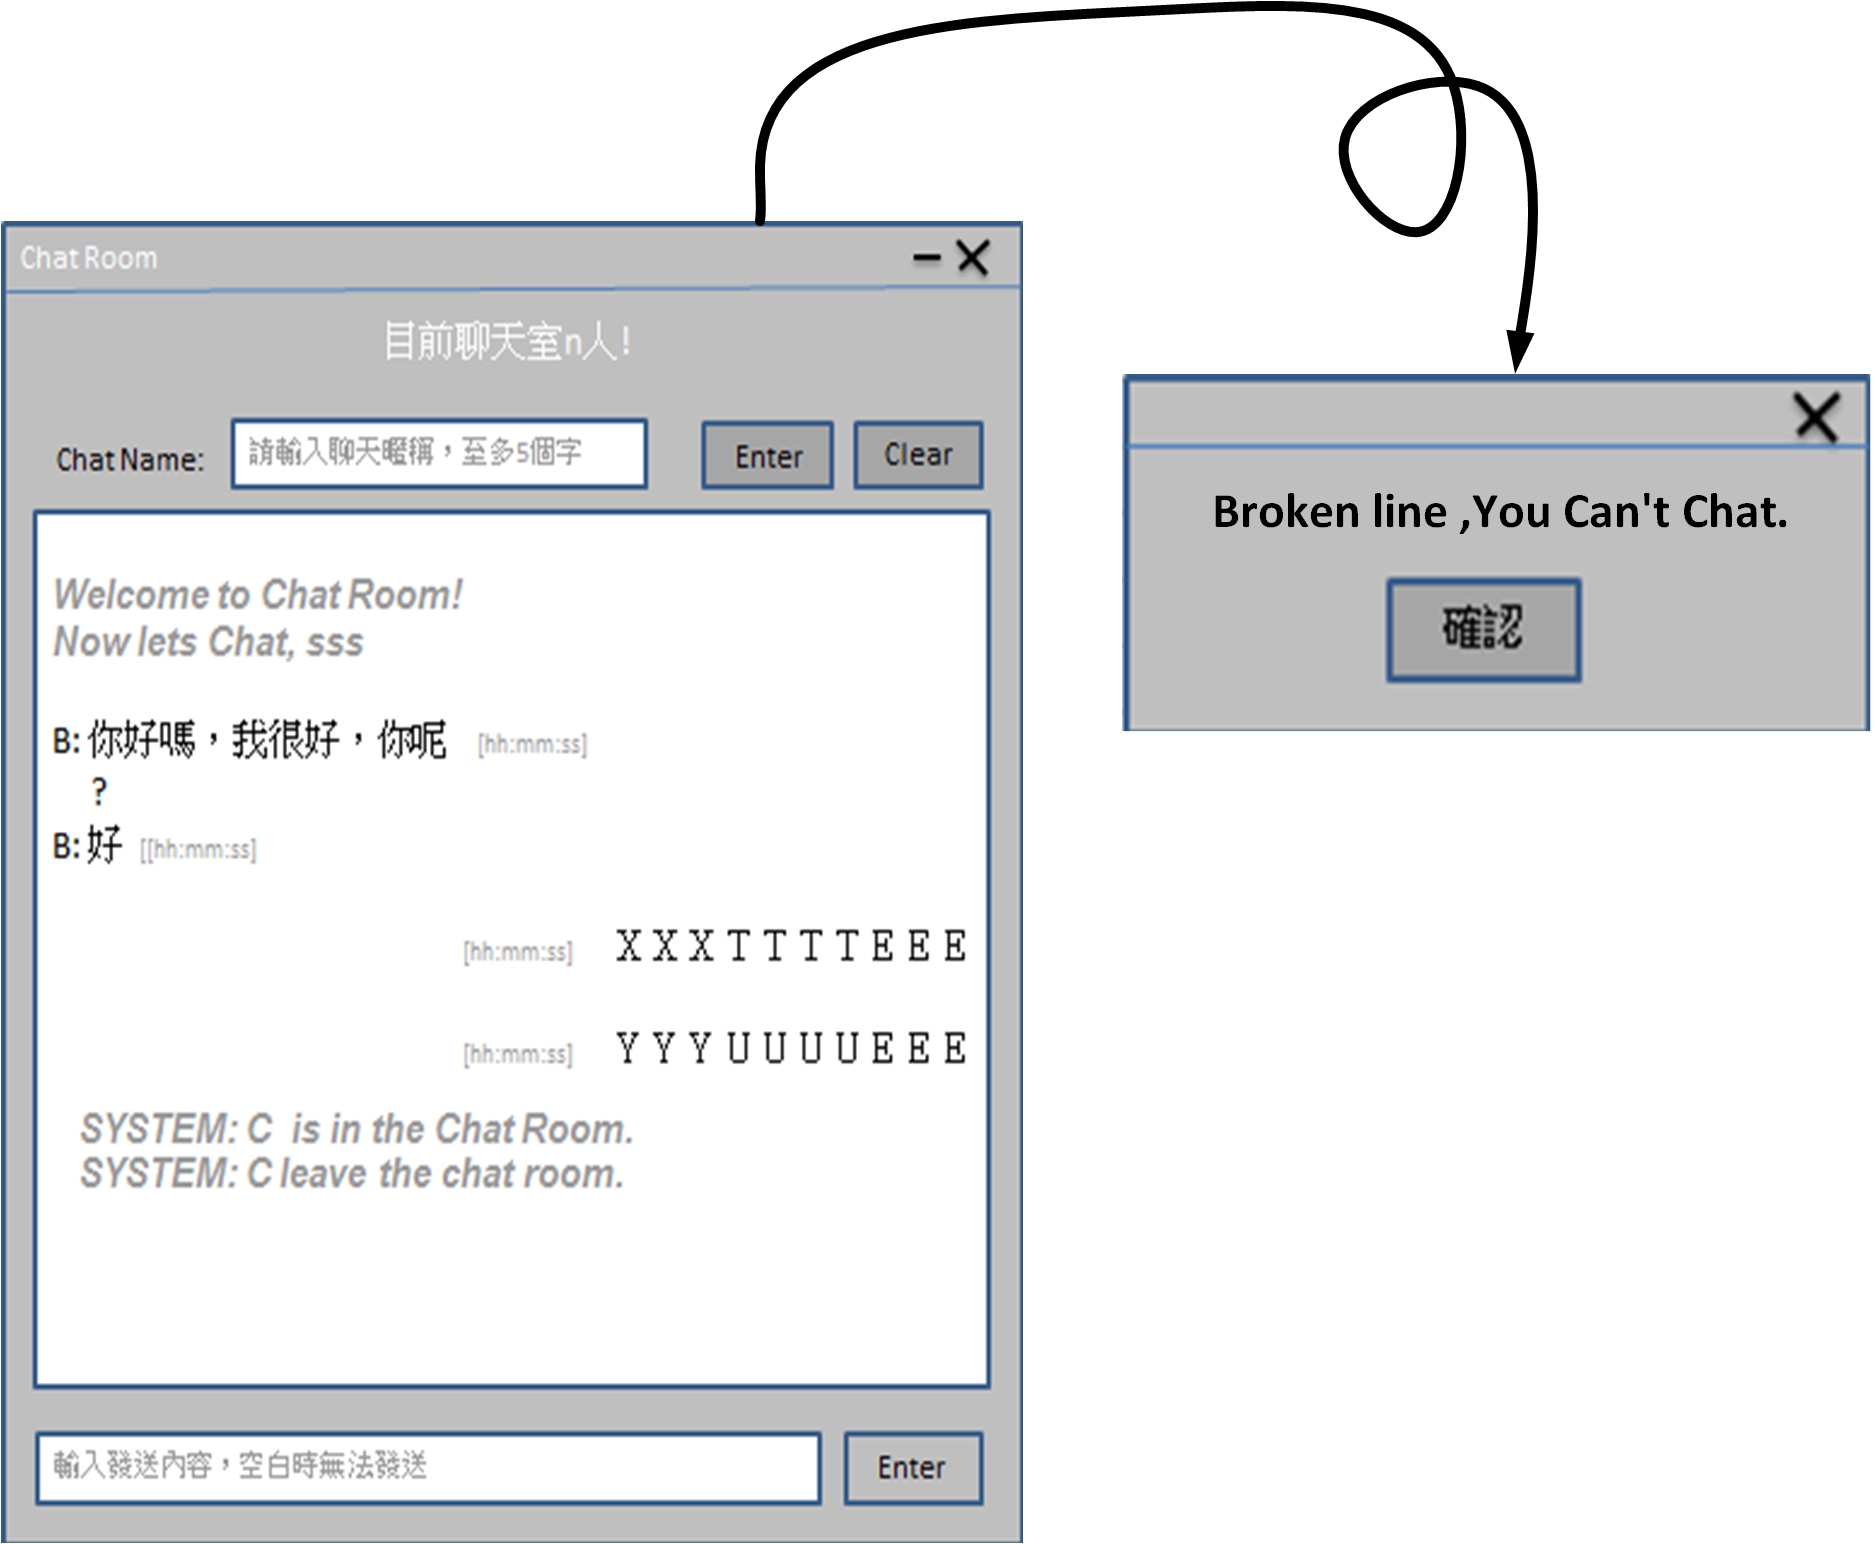 Chat Room
目前聊天室n人!
Chat Name: 請輸入聊天暱稱，至多5個字 Enter Clear
Welcome to Chat Room!
Now lets Chat, sss
B: 你好嗎，我很好，你呢 [hh:mm:ss]
?
B: 好 [[hh:mm:ss]
[hh:mm:ss] XXXTTTTEEE
[hh:mm:ss] YYYUUUUEEE
SYSTEM: C is in the Chat Room.
SYSTEM: C leave the chat room.
輸入發送內容，空白時無法發送 Enter
Broken line ,You Can't Chat.
確認